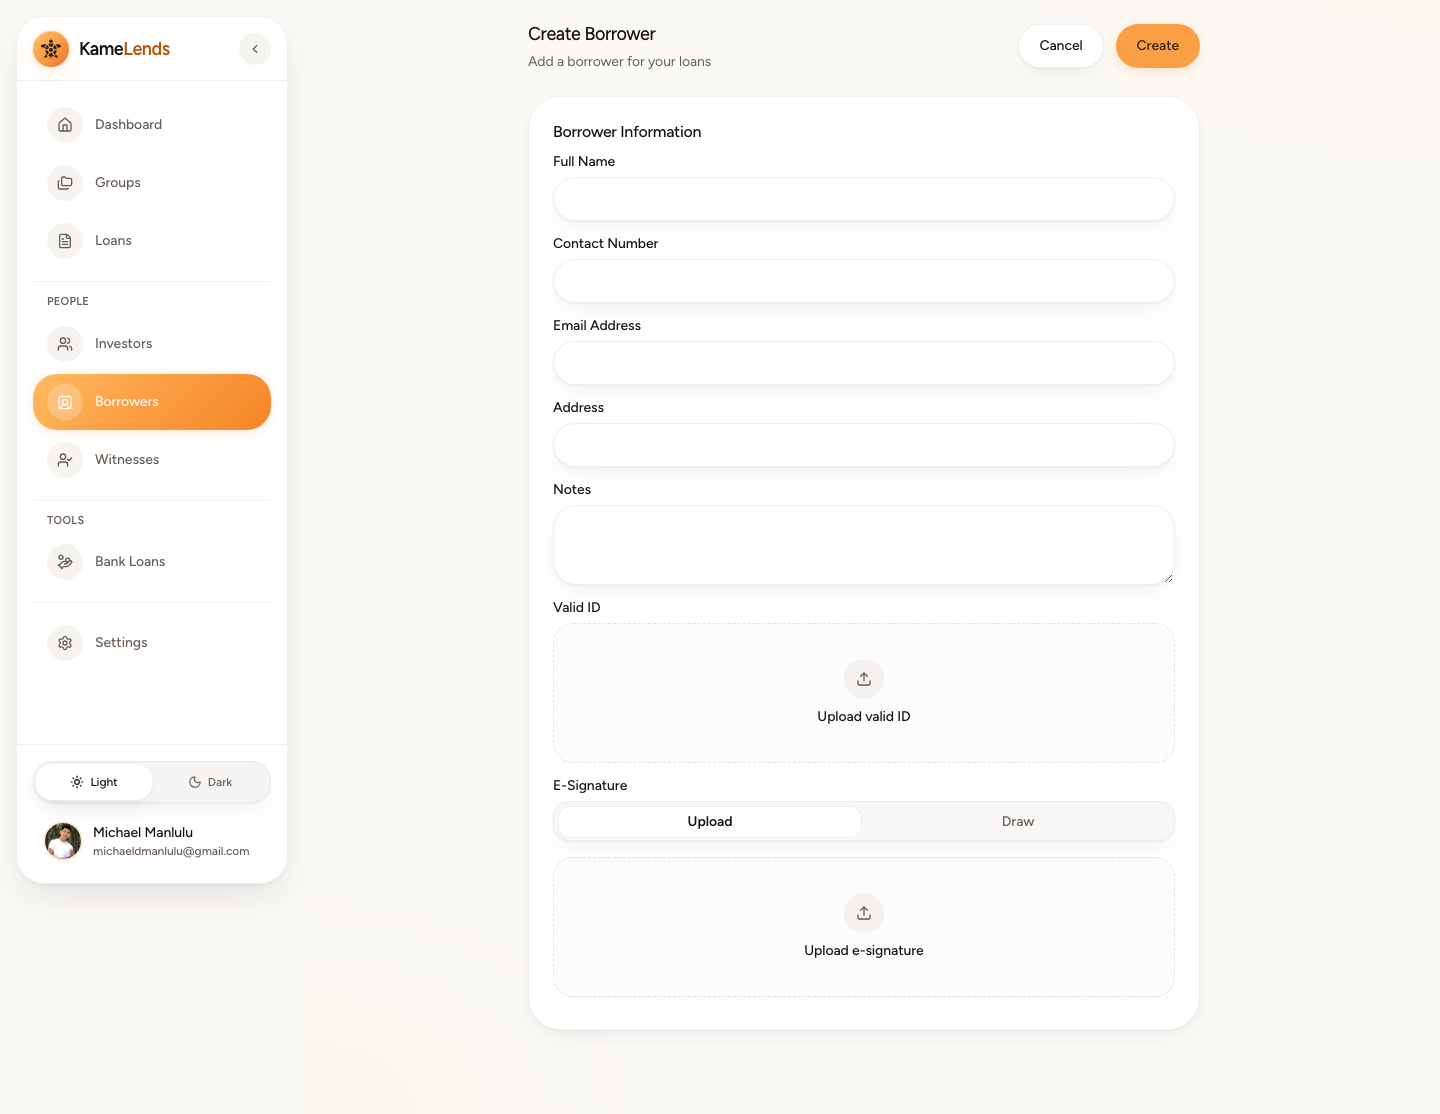 KameLends
Dashboard
Groups
Loans
PEOPLE
Investors
Borrowers
Witnesses
TOOLS
Bank Loans
Settings
Light
Dark
Michael Manlulu
michaeldmanlulu@gmail.com
Create Borrower
Add a borrower for your loans
Cancel
Create
Borrower Information
Full Name
Contact Number
Email Address
Address
Notes
Valid ID
Upload valid ID
E-Signature
Upload
Draw
Upload e-signature